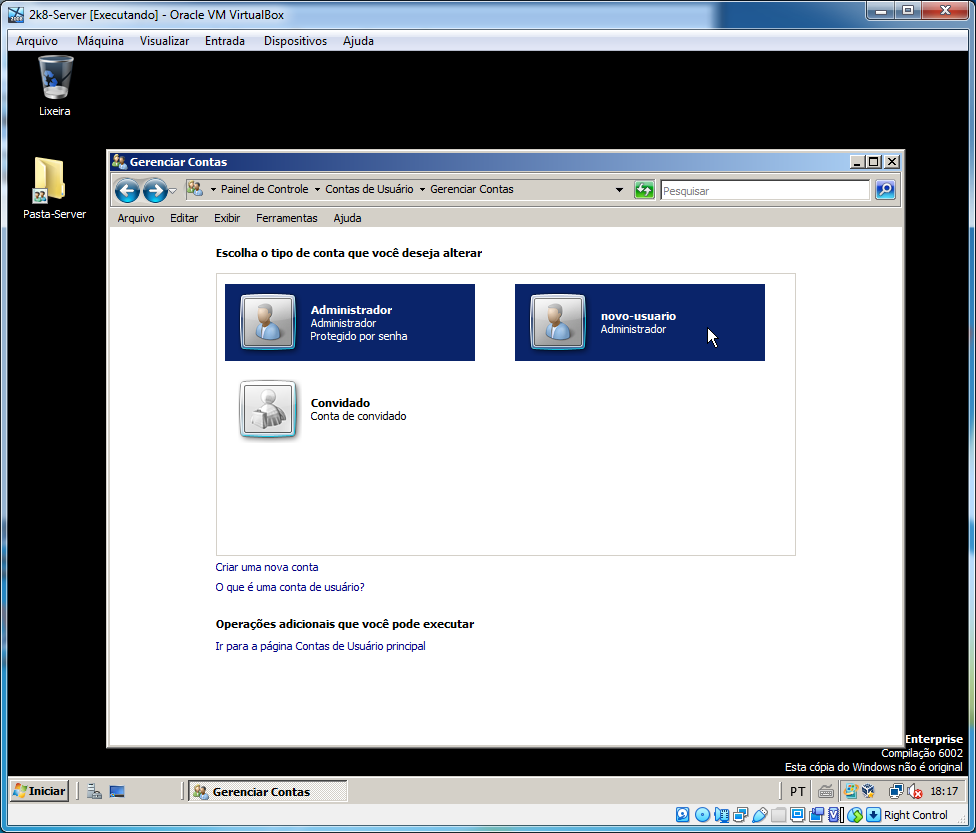 2k8-Server [Executando] - Oracle VM VirtualBox
Arquivo Máquina Visualizar Entrada Dispositivos Ajuda
Lixeira
Pasta-Server
Gerenciar Contas
Painel de Controle Contas de Usuário Gerenciar Contas Pesquisar
Arquivo Editar Exibir Ferramentas Ajuda
Escolha o tipo de conta que você deseja alterar
Administrador
Administrador
Protegido por senha
novo-usuario
Administrador
Convidado
Conta de convidado
Criar uma nova conta
O que é uma conta de usuário?
Operações adicionais que você pode executar
Ir para a página Contas de Usuário principal
Enterprise
Compilação 6002
Esta cópia do Windows não é original
Iniciar Gerenciar Contas PT 18:17
Right Control